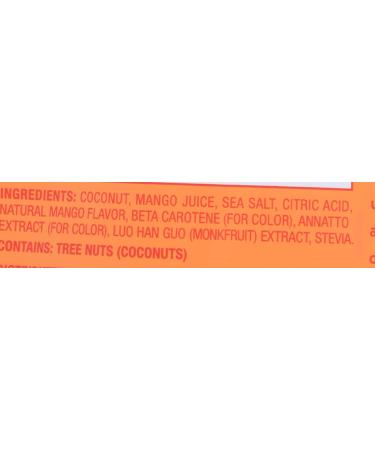 INGREDIENTS: COCONUT, MANGO JUICE, SEA SALT, CITRIC ACID,
NATURAL MANGO FLAVOR, BETA CAROTENE (FOR COLOR), ANNATTO
EXTRACT (FOR COLOR), LUO HAN GUO (MONKFRUIT) EXTRACT, STEVIA.
CONTAINS: TREE NUTS (COCONUTS)